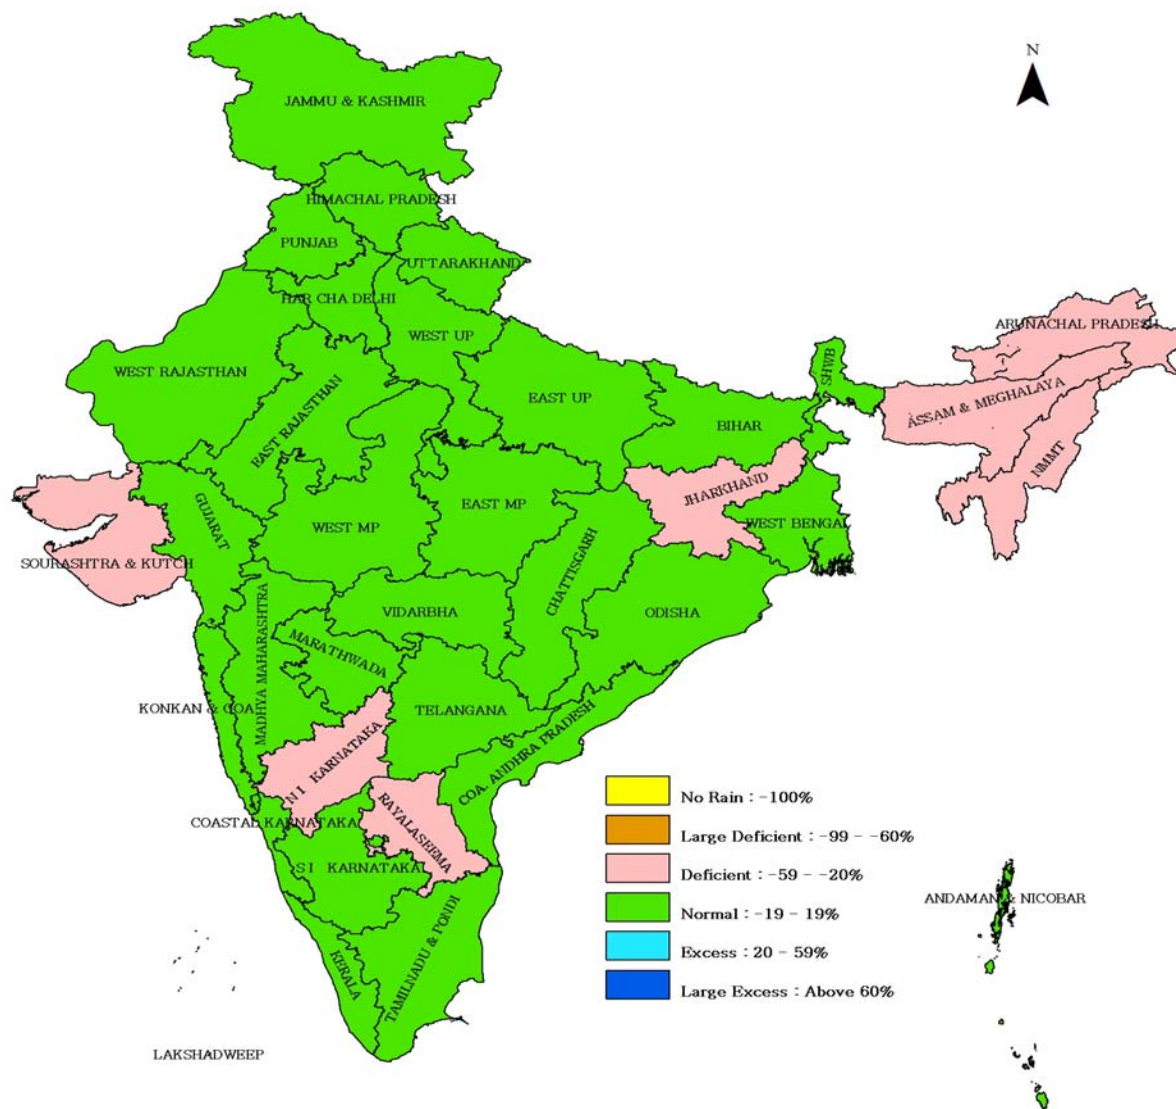 N
JAMMU & KASHMIR
HIMACHAL PRADESH
PUNJAB
UTTARAKHAND
HAR CHA DELHI
ARUNACHAL PRADESH
WEST UP
WEST RAJASTHAN
SHWB
EAST RAJASTHAN
EAST UP
ASSAM & MEGHALAYA
BIHAR
NMMT
JHARKHAND
GUJARAT
WEST MP
EAST MP
WEST BENGAL
SOURASHTRA & KUTCH
CHATTISGARH
VIDARBHA
ODISHA
MADHYA MAHARASHTRA
MARATHWADA
KONKAN & GOA
TELANGANA
COA. ANDHRA PRADESH
N I KARNATAKA
RAYALASEEMA
COASTAL KARNATAKA
S I KARNATAKA
No Rain : -100%
Large Deficient : -99 - -60%
Deficient : -59 - -20%
Normal : -19 - 19%
Excess : 20 - 59%
Large Excess : Above 60%
ANDAMAN & NICOBAR
KERALA
TAMILNADU & PONDI
LAKSHADWEEP